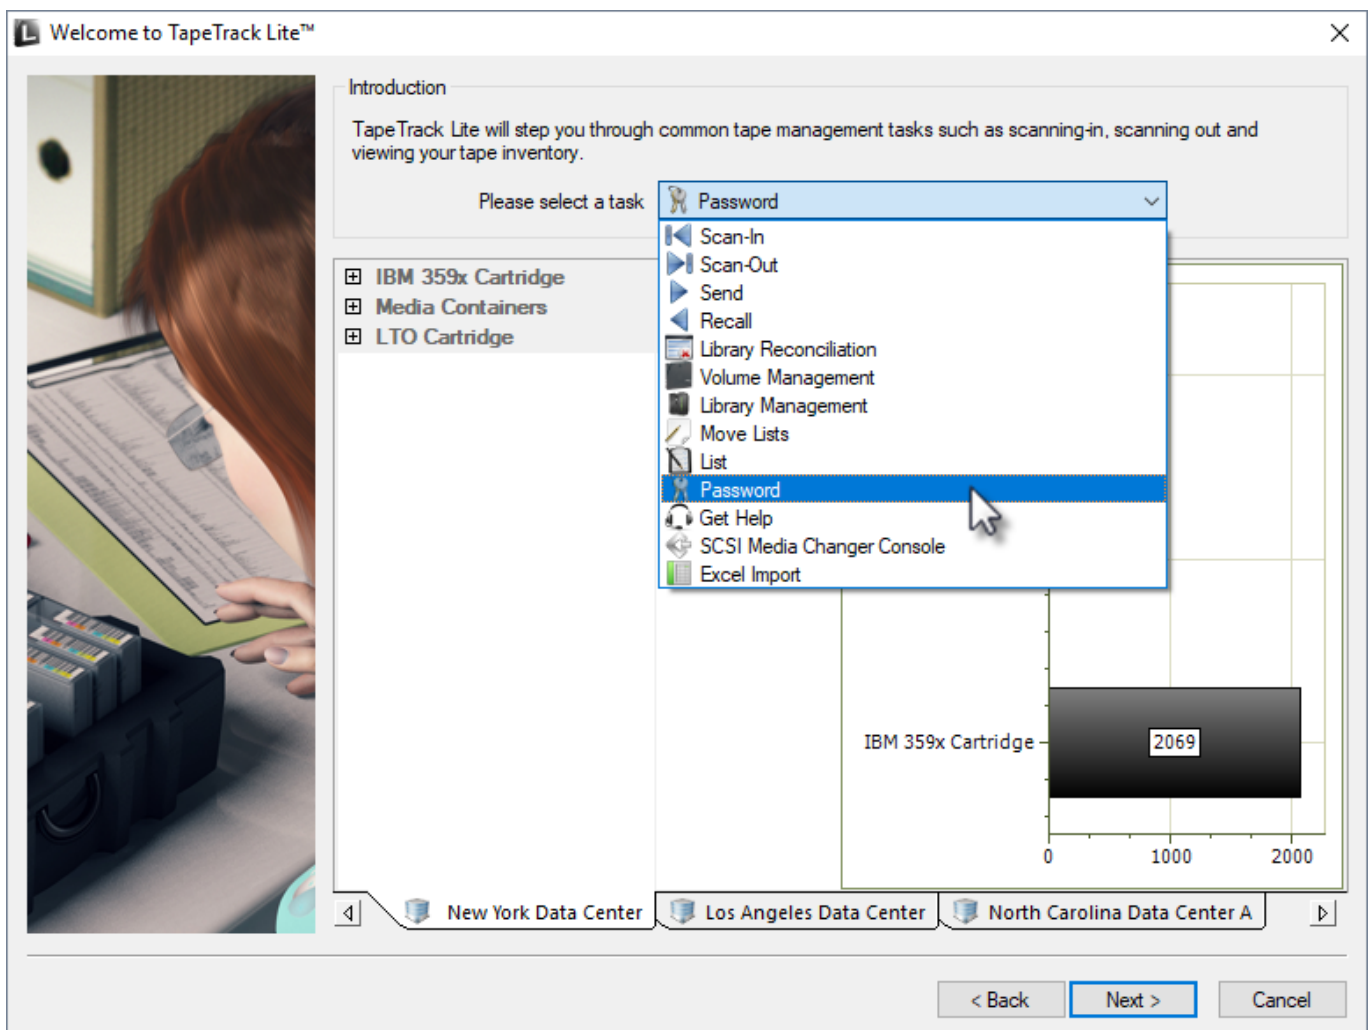 Welcome to TapeTrack Lite™
Introduction
TapeTrack Lite will step you through common tape management tasks such as scanning-in, scanning out and
viewing your tape inventory.
Please select a task
Password
Scan-In
Scan-Out
Send
Recall
Library Reconciliation
Volume Management
Library Management
Move Lists
List
Password
Get Help
SCSI Media Changer Console
Excel Import
IBM 359x Cartridge
Media Containers
LTO Cartridge
IBM 359x Cartridge
2069
0 1000 2000
New York Data Center Los Angeles Data Center North Carolina Data Center A
< Back Next > Cancel